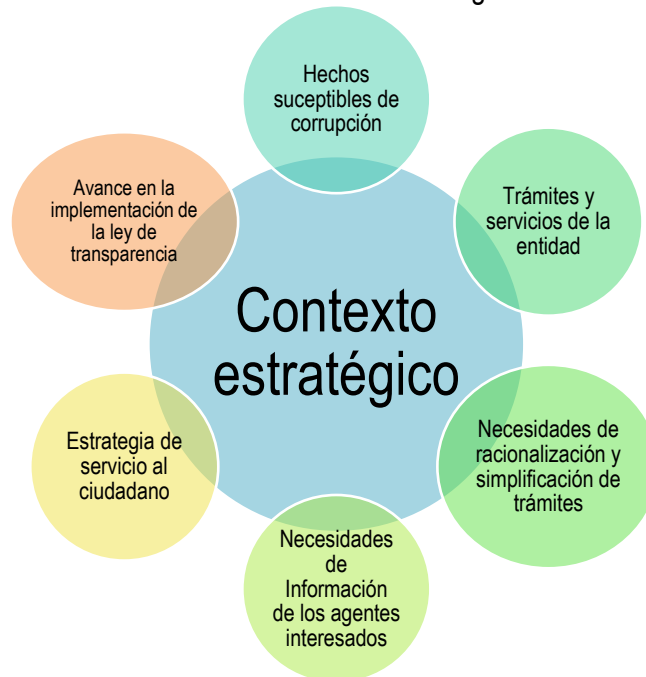 Hechos
suceptibles de
corrupción
Trámites y
servicios de la
entidad
Necesidades de
racionalización y
simplificación de
trámites
Necesidades
de
Información
de los agentes
interesados
Estrategia de
servicio al
ciudadano
Avance en la
implementación de
la ley de
transparencia
Contexto
estratégico